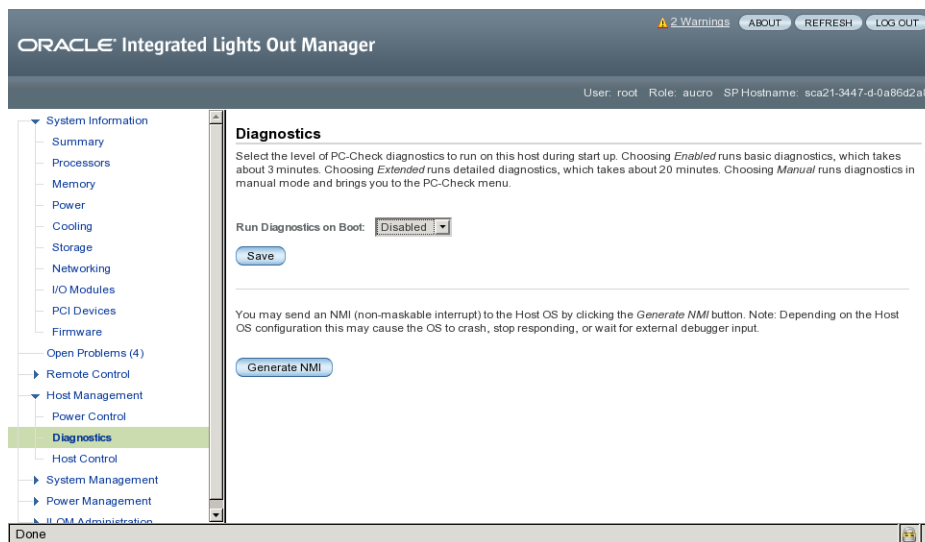 2 Warnings ABOUT REFRESH LOG OUT
ORACLE Integrated Lights Out Manager
User: root Role: aucro SP Hostname: sca21-3447-d-0a86d2a
System Information
Summary
Processors
Memory
Power
Cooling
Storage
Networking
I/O Modules
PCI Devices
Firmware
Open Problems (4)
Remote Control
Host Management
Power Control
Diagnostics
Host Control
System Management
Power Management
ILOM Administration
Diagnostics
Select the level of PC-Check diagnostics to run on this host during start up. Choosing Enabled runs basic diagnostics, which takes
about 3 minutes. Choosing Extended runs detailed diagnostics, which takes about 20 minutes. Choosing Manual runs diagnostics in
manual mode and brings you to the PC-Check menu.
Run Diagnostics on Boot: Disabled
Save
You may send an NMI (non-maskable interrupt) to the Host OS by clicking the Generate NMI button. Note: Depending on the Host
OS configuration this may cause the OS to crash, stop responding, or wait for external debugger input.
Generate NMI
Done